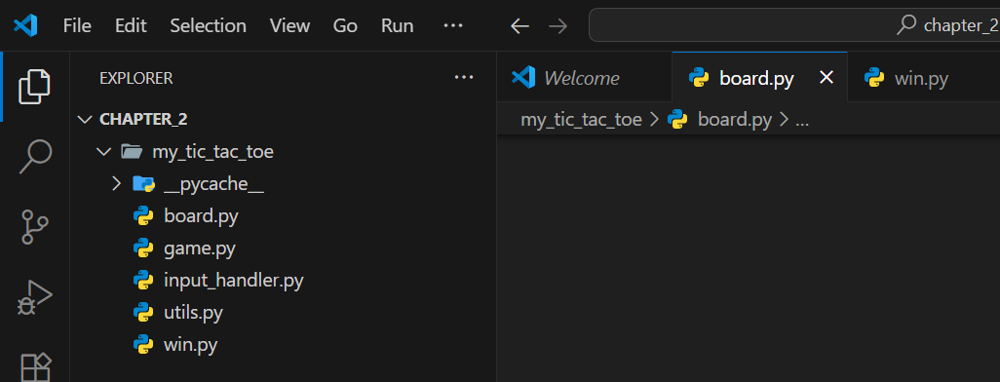 File Edit Selection View Go Run ...
chapter_2
EXPLORER ...
Welcome board.py win.py
CHAPTER_2
my_tic_tac_toe > board.py > ...
my_tic_tac_toe
__pycache__
board.py
game.py
input_handler.py
utils.py
win.py